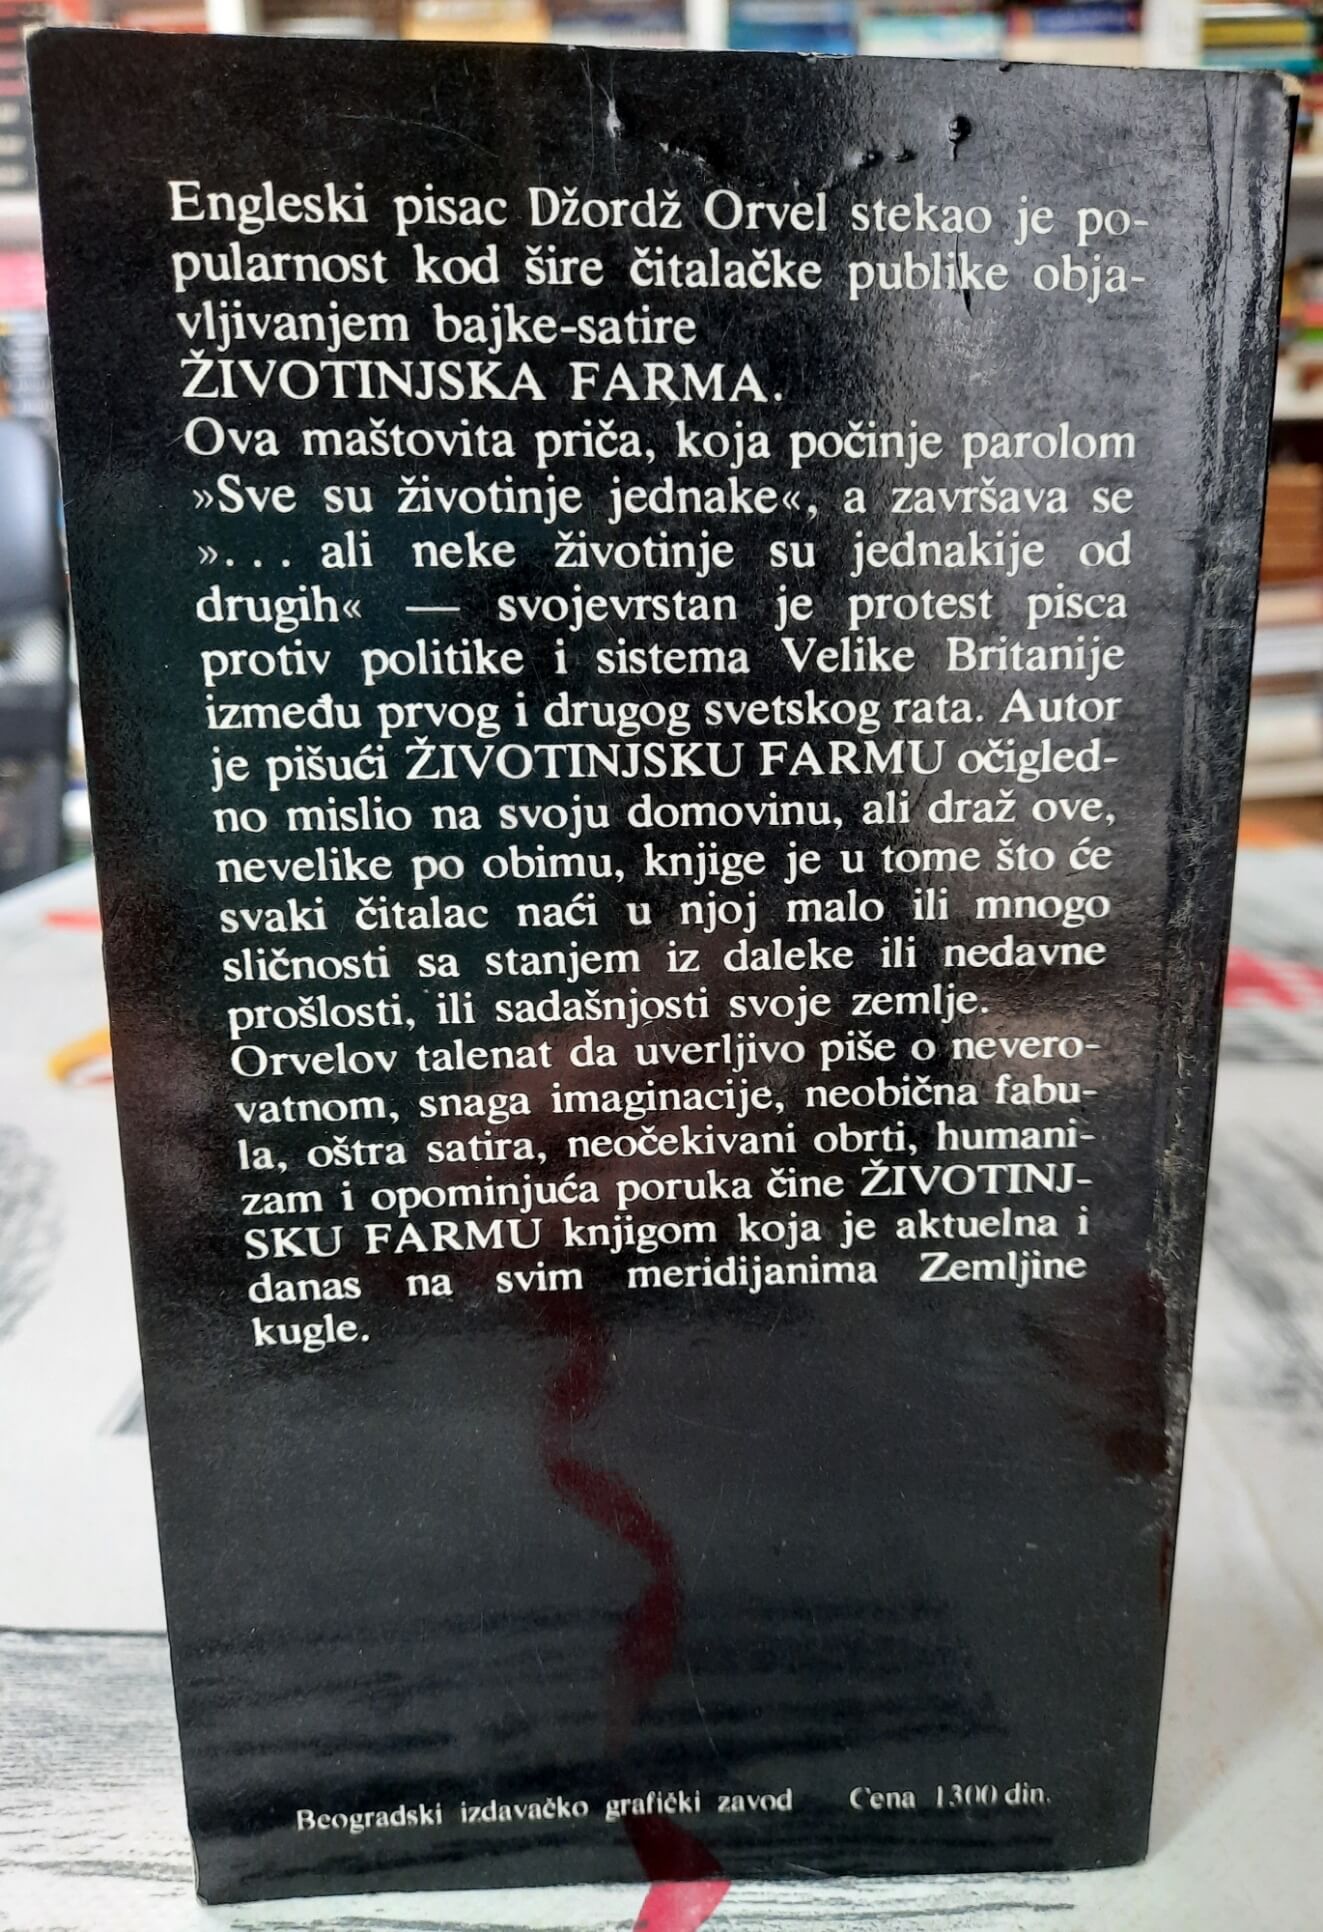 Engleski pisac Džordž Orvel stekao je po-
pularnost kod šire čitalačke publike obja-
vljivanjem bajke-satire
ŽIVOTINJSKA FARMA.
Ova maštovita priča, koja počinje parolom
»Sve su životinje jednake«, a završava se
». . . ali neke životinje su jednakije od
drugih« — svojevrstan je protest pisca
protiv politike i sistema Velike Britanije
između prvog i drugog svetskog rata. Autor
je pišući ŽIVOTINJSKU FARMU očigled-
no mislio na svoju domovinu, ali draž ove,
nevelike po obimu, knjige je u tome što će
svaki čitalac naći u njoj malo ili mnogo
sličnosti sa stanjem iz daleke ili nedavne
prošlosti, ili sadašnjosti svoje zemlje.
Orvelov talenat da uverljivo piše o nevero-
vatnom, snaga imaginacije, neobična fabu-
la, oštra satira, neočekivani obrti, humani-
zam i opominjuća poruka čine ŽIVOTINJ-
SKU FARMU knjigom koja je aktuelna i
danas na svim meridijanima Zemljine
kugle.
Beogradski izdavačko grafički zavod Cena 1300 din.